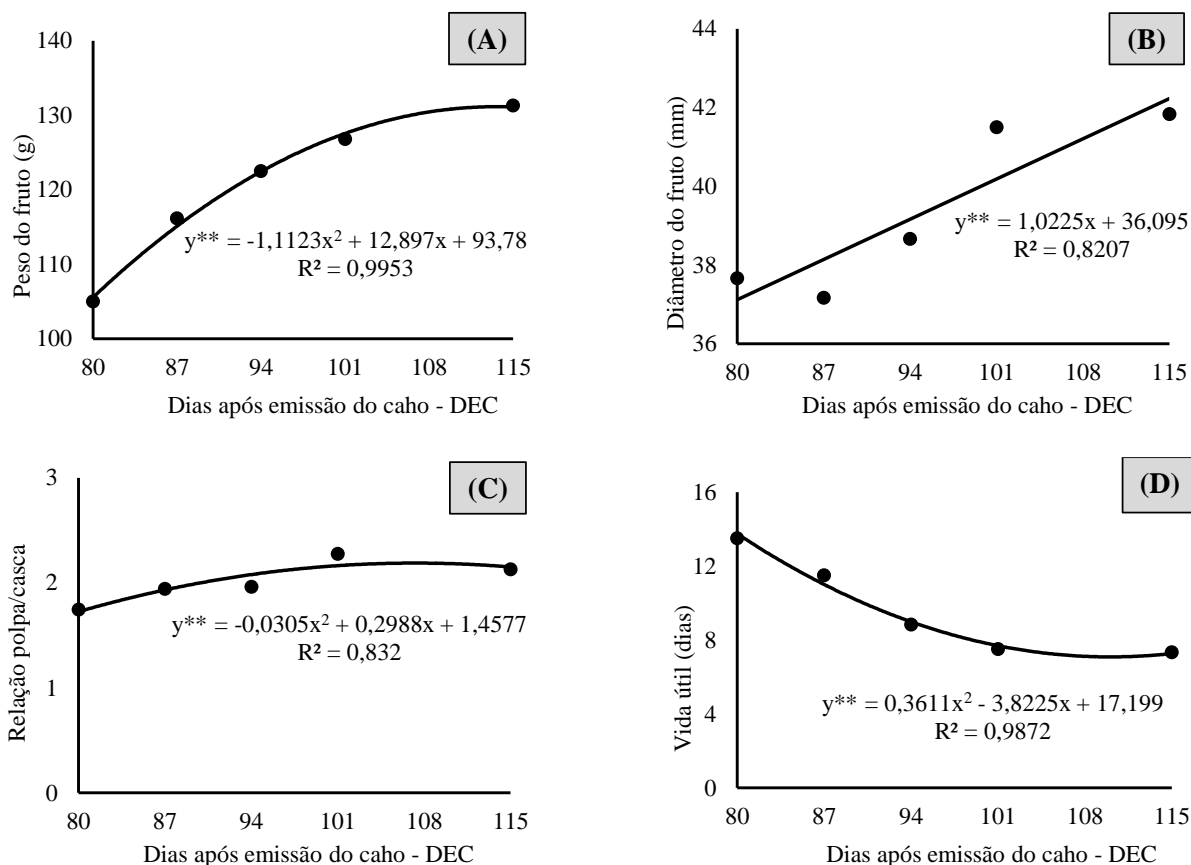 (A)
Peso do fruto (g)
140
130
120
110
100
y** = -1,1123x² + 12,897x + 93,78
R² = 0,9953
80 87 94 101 108 115
Dias após emissão do caho - DEC
(B)
Diâmetro do fruto (mm)
44
42
40
38
36
y** = 1,0225x + 36,095
R² = 0,8207
80 87 94 101 108 115
Dias após emissão do caho - DEC
(C)
Relação polpa/casca
3
2
1
0
y** = -0,0305x² + 0,2988x + 1,4577
R² = 0,832
80 87 94 101 108 115
Dias após emissão do caho - DEC
(D)
Vida útil (dias)
16
12
8
4
0
y** = 0,3611x² - 3,8225x + 17,199
R² = 0,9872
80 87 94 101 108 115
Dias após emissão do caho - DEC